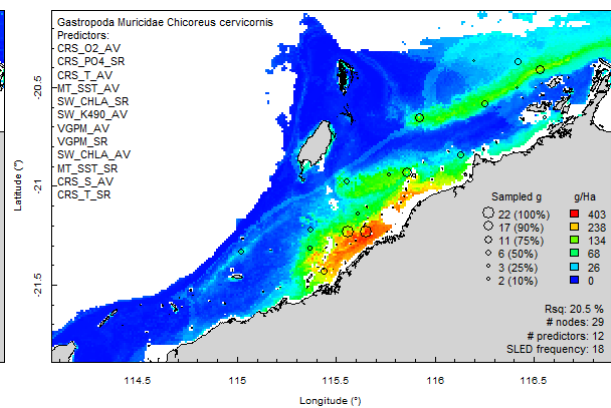 Gastropoda Muricidae Chicoreus cervicornis
Predictors:
CRS_O2_AV
CRS_PO4_SR
CRS_T_AV
MT_SST_AV
SW_CHLA_SR
SW_K490_AV
VGPM_AV
VGPM_SR
SW_CHLA_AV
MT_SST_SR
CRS_S_AV
CRS_T_SR
Latitude (°)
-20.5
-21
-21.5
Sampled g
22 (100%)
17 (90%)
11 (75%)
6 (50%)
3 (25%)
2 (10%)
g/Ha
403
238
134
68
26
0
Rsq: 20.5 %
# nodes: 29
# predictors: 12
SLED frequency: 18
114.5
115
115.5
116
116.5
Longitude (°)